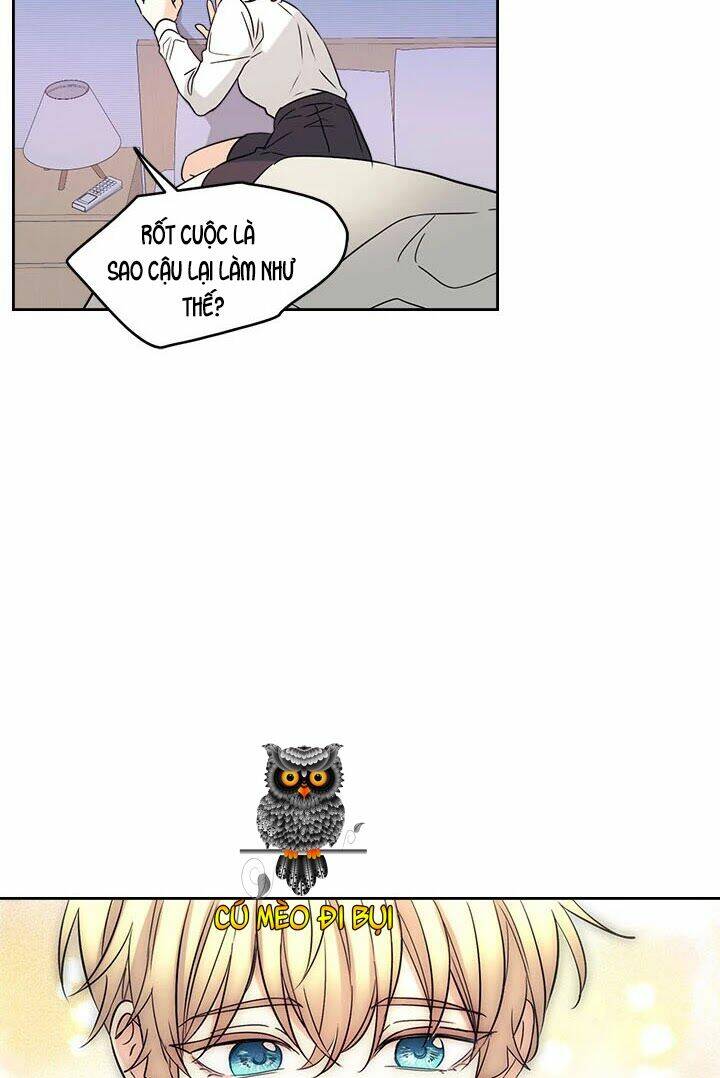 RỐT CUỘC LÀ
SAO CẬU LẠI LÀM NHƯ
THẾ?
CÚ MÈO ĐI BỤI